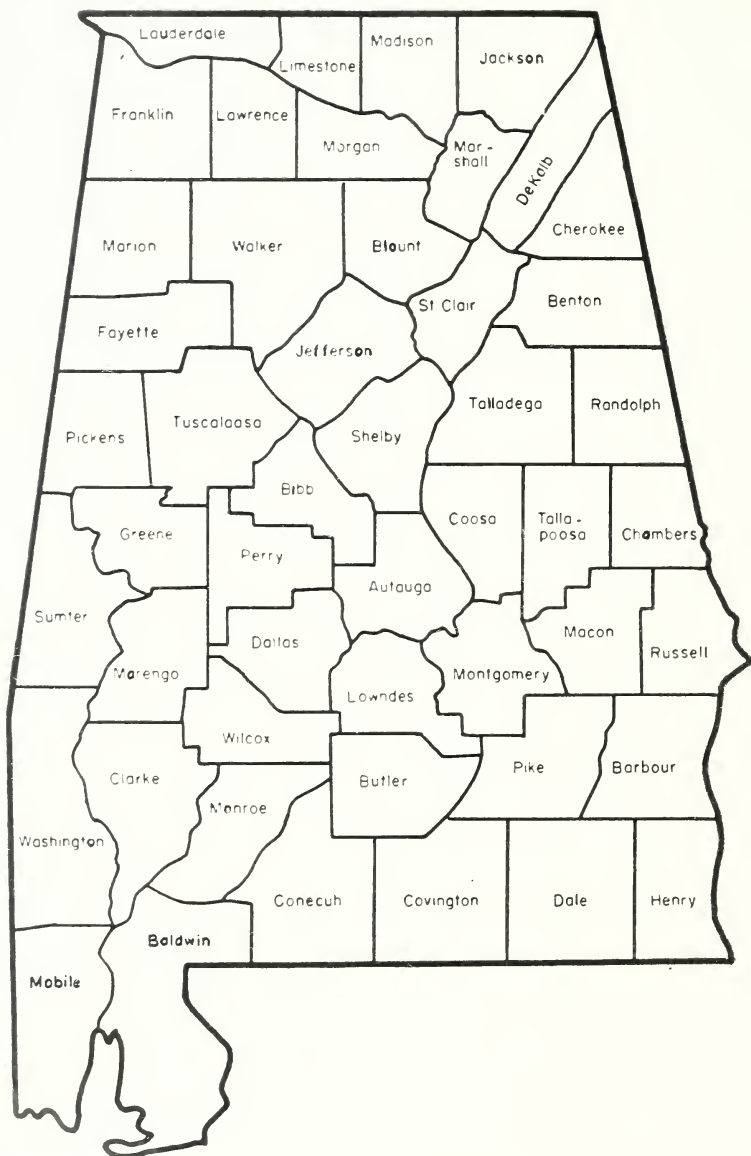 Lauderdale
Limestone
Madison
Jackson
Franklin
Lawrence
Morgan
Mar-
shall
DeKalb
Cherokee
Marion
Walker
Blount
St Clair
Benton
Fayette
Jefferson
Talladega
Randolph
Pickens
Tuscalaasa
Shelby
Bibb
Greene
Perry
Coosa
Talla-
poosa
Chambers
Autauga
Sumter
Marengo
Dallas
Lowndes
Montgomery
Macon
Russell
Wilcox
Clarke
Monroe
Butler
Pike
Barbour
Washington
Conecuh
Covington
Dale
Henry
Baldwin
Mobile